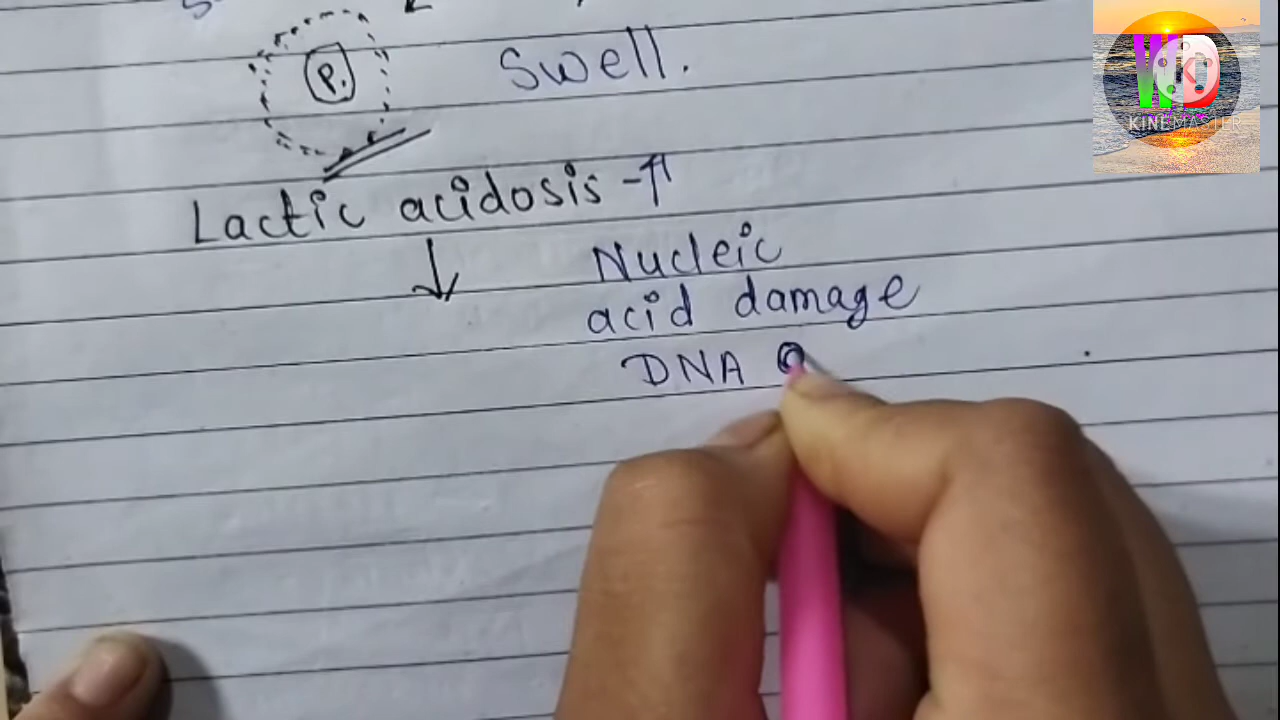 P.
Swell.
Lactic acidosis - ↑
↓
Nucleic
acid damage
DNA
KINEMASTER